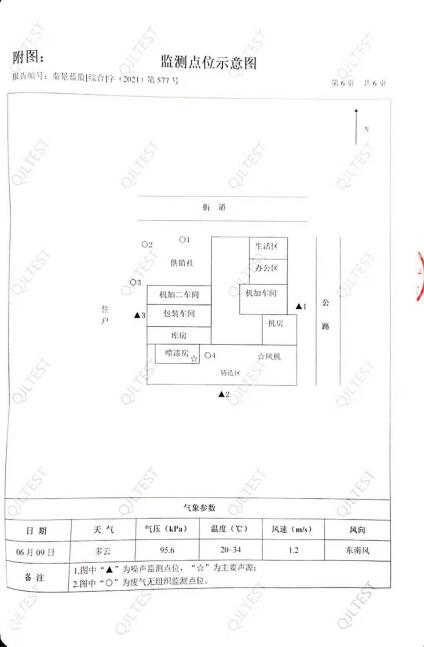 附图：
监测点位示意图
报告编号：秦景蓝监[综合]字（2021）第577号
第6页 共6页
N
街 道
○2 ○1
生活区
供销社
办公区
○3
机加二车间
机加车间
住户
▲3
包装车间
▲1
公路
机房
库房
喷漆房 ☆ ○4
☆风机
铸造区
▲2
气象参数
日 期 天 气 气压（kPa） 温度（℃） 风速（m/s） 风向
06月09日 多云 95.6 20-34 1.2 东南风
备 注
1.图中“▲”为噪声监测点位，“☆”为主要声源；
2.图中“○”为废气无组织监测点位。
QJLTEST